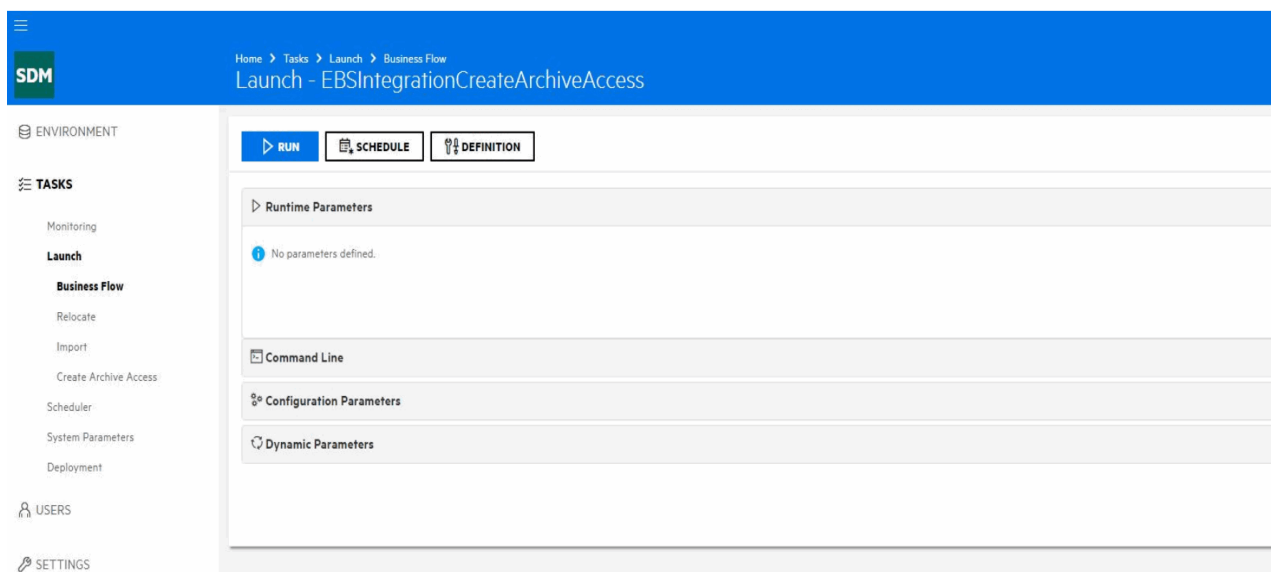 SDM
Home > Tasks > Launch > Business Flow
Launch - EBSIntegrationCreateArchiveAccess
ENVIRONMENT
TASKS
Monitoring
Launch
Business Flow
Relocate
Import
Create Archive Access
Scheduler
System Parameters
Deployment
USERS
SETTINGS
RUN SCHEDULE DEFINITION
Runtime Parameters
No parameters defined.
Command Line
Configuration Parameters
Dynamic Parameters